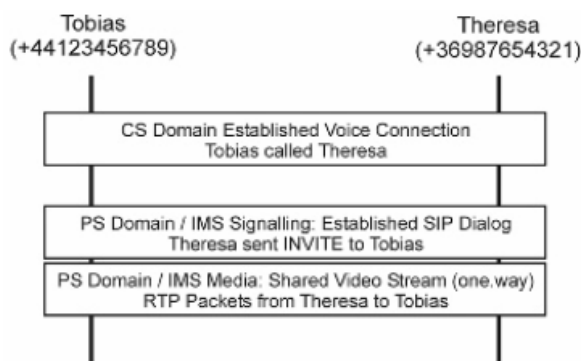 Tobias
(+44123456789)
Theresa
(+36987654321)
CS Domain Established Voice Connection
Tobias called Theresa
PS Domain / IMS Signalling: Established SIP Dialog
Theresa sent INVITE to Tobias
PS Domain / IMS Media: Shared Video Stream (one.way)
RTP Packets from Theresa to Tobias